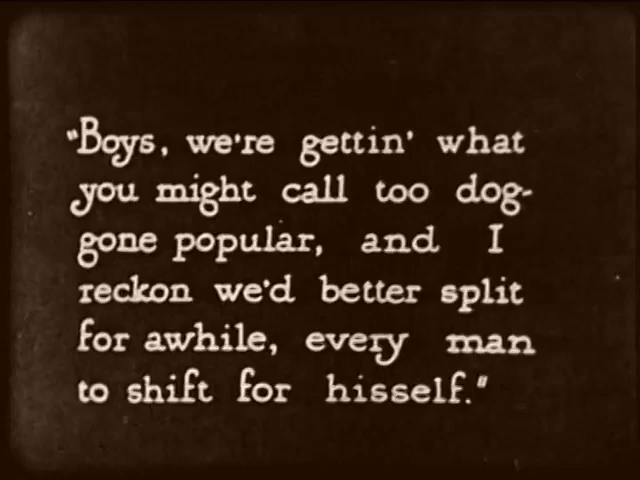 "Boys, we're gettin' what
you might call too dog-
gone popular, and I
reckon we'd better split
for awhile, every man
to shift for hisself."